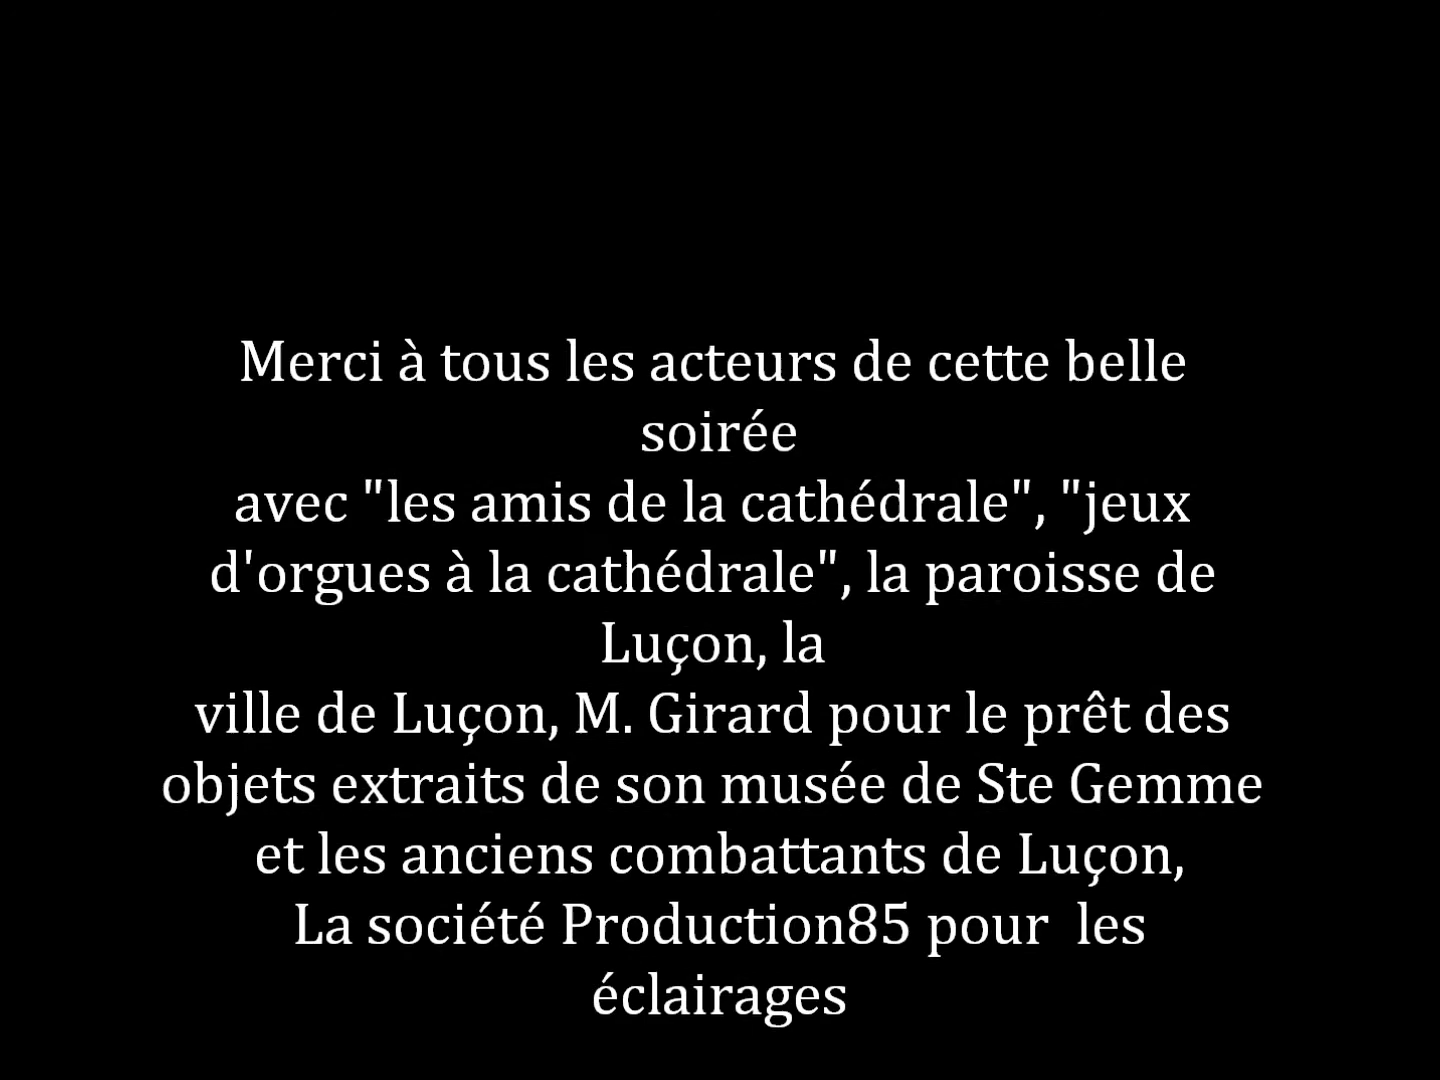 Merci à tous les acteurs de cette belle
soirée
avec "les amis de la cathédrale", "jeux
d'orgues à la cathédrale", la paroisse de
Luçon, la
ville de Luçon, M. Girard pour le prêt des
objets extraits de son musée de Ste Gemme
et les anciens combattants de Luçon,
La société Production85 pour  les
éclairages